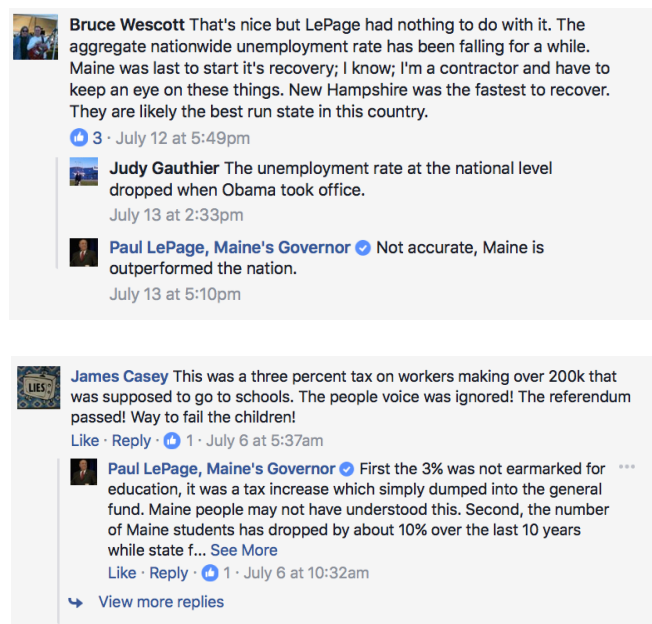 Bruce Wescott That's nice but LePage had nothing to do with it. The
aggregate nationwide unemployment rate has been falling for a while.
Maine was last to start it's recovery; I know; I'm a contractor and have to
keep an eye on these things. New Hampshire was the fastest to recover.
They are likely the best run state in this country.
3 · July 12 at 5:49pm
Judy Gauthier The unemployment rate at the national level
dropped when Obama took office.
July 13 at 2:33pm
Paul LePage, Maine's Governor Not accurate, Maine is
outperformed the nation.
July 13 at 5:10pm
LIES
James Casey This was a three percent tax on workers making over 200k that
was supposed to go to schools. The people voice was ignored! The referendum
passed! Way to fail the children!
Like · Reply · 1 · July 6 at 5:37am
Paul LePage, Maine's Governor First the 3% was not earmarked for
education, it was a tax increase which simply dumped into the general
fund. Maine people may not have understood this. Second, the number
of Maine students has dropped by about 10% over the last 10 years
while state f... See More
Like · Reply · 1 · July 6 at 10:32am
View more replies